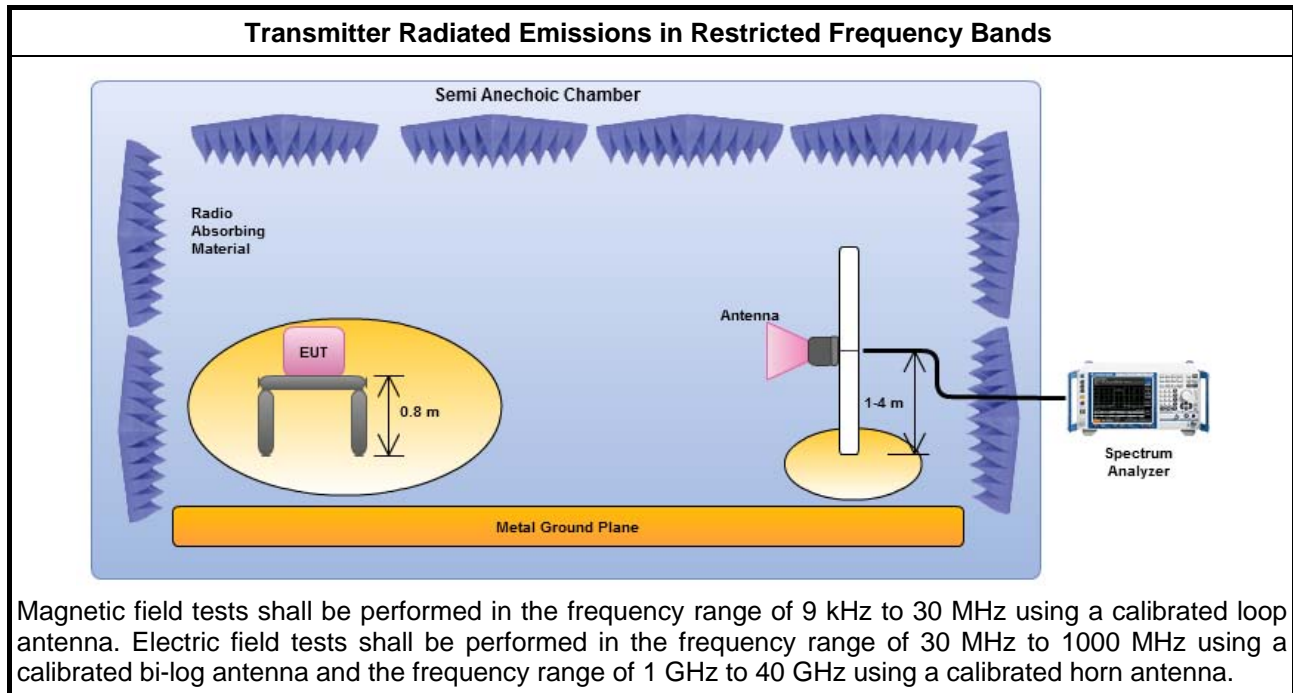 Transmitter Radiated Emissions in Restricted Frequency Bands
Semi Anechoic Chamber
Radio
Absorbing
Material
Antenna
EUT
0.8 m
1-4 m
Spectrum
Analyzer
Metal Ground Plane
Magnetic field tests shall be performed in the frequency range of 9 kHz to 30 MHz using a calibrated loop
antenna. Electric field tests shall be performed in the frequency range of 30 MHz to 1000 MHz using a
calibrated bi-log antenna and the frequency range of 1 GHz to 40 GHz using a calibrated horn antenna.